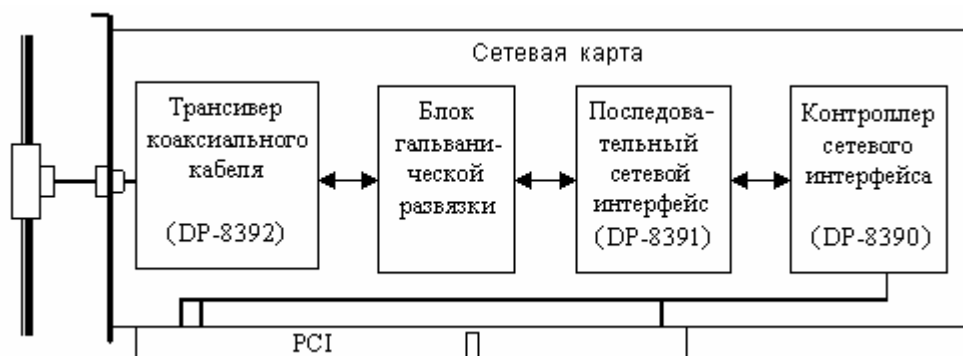 Сетевая карта
Трансивер
коаксиального
кабеля
(DP-8392)
Блок
гальвани-
ческой
развязки
Последова-
тельный
сетевой
интерфейс
(DP-8391)
Контроллер
сетевого
интерфейса
(DP-8390)
PCI